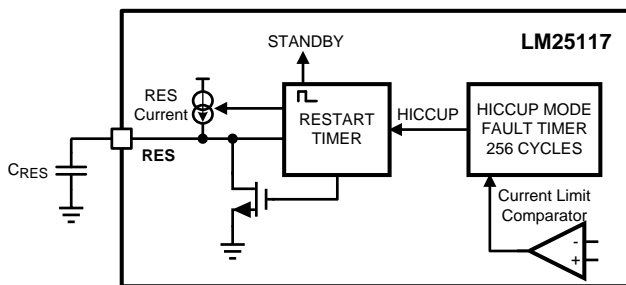 LM25117
STANDBY
RES
Current
RESTART
TIMER
HICCUP
HICCUP MODE
FAULT TIMER
256 CYCLES
RES
CRES
Current Limit
Comparator
-
+